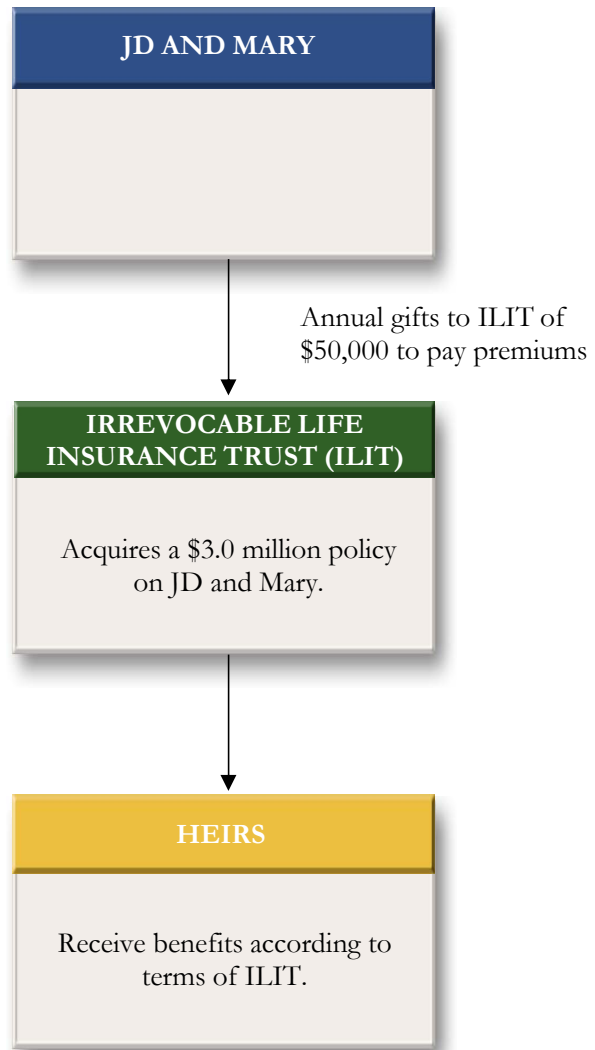 JD AND MARY
Annual gifts to ILIT of
$50,000 to pay premiums
IRREVOCABLE LIFE
INSURANCE TRUST (ILIT)
Acquires a $3.0 million policy
on JD and Mary.
HEIRS
Receive benefits according to
terms of ILIT.